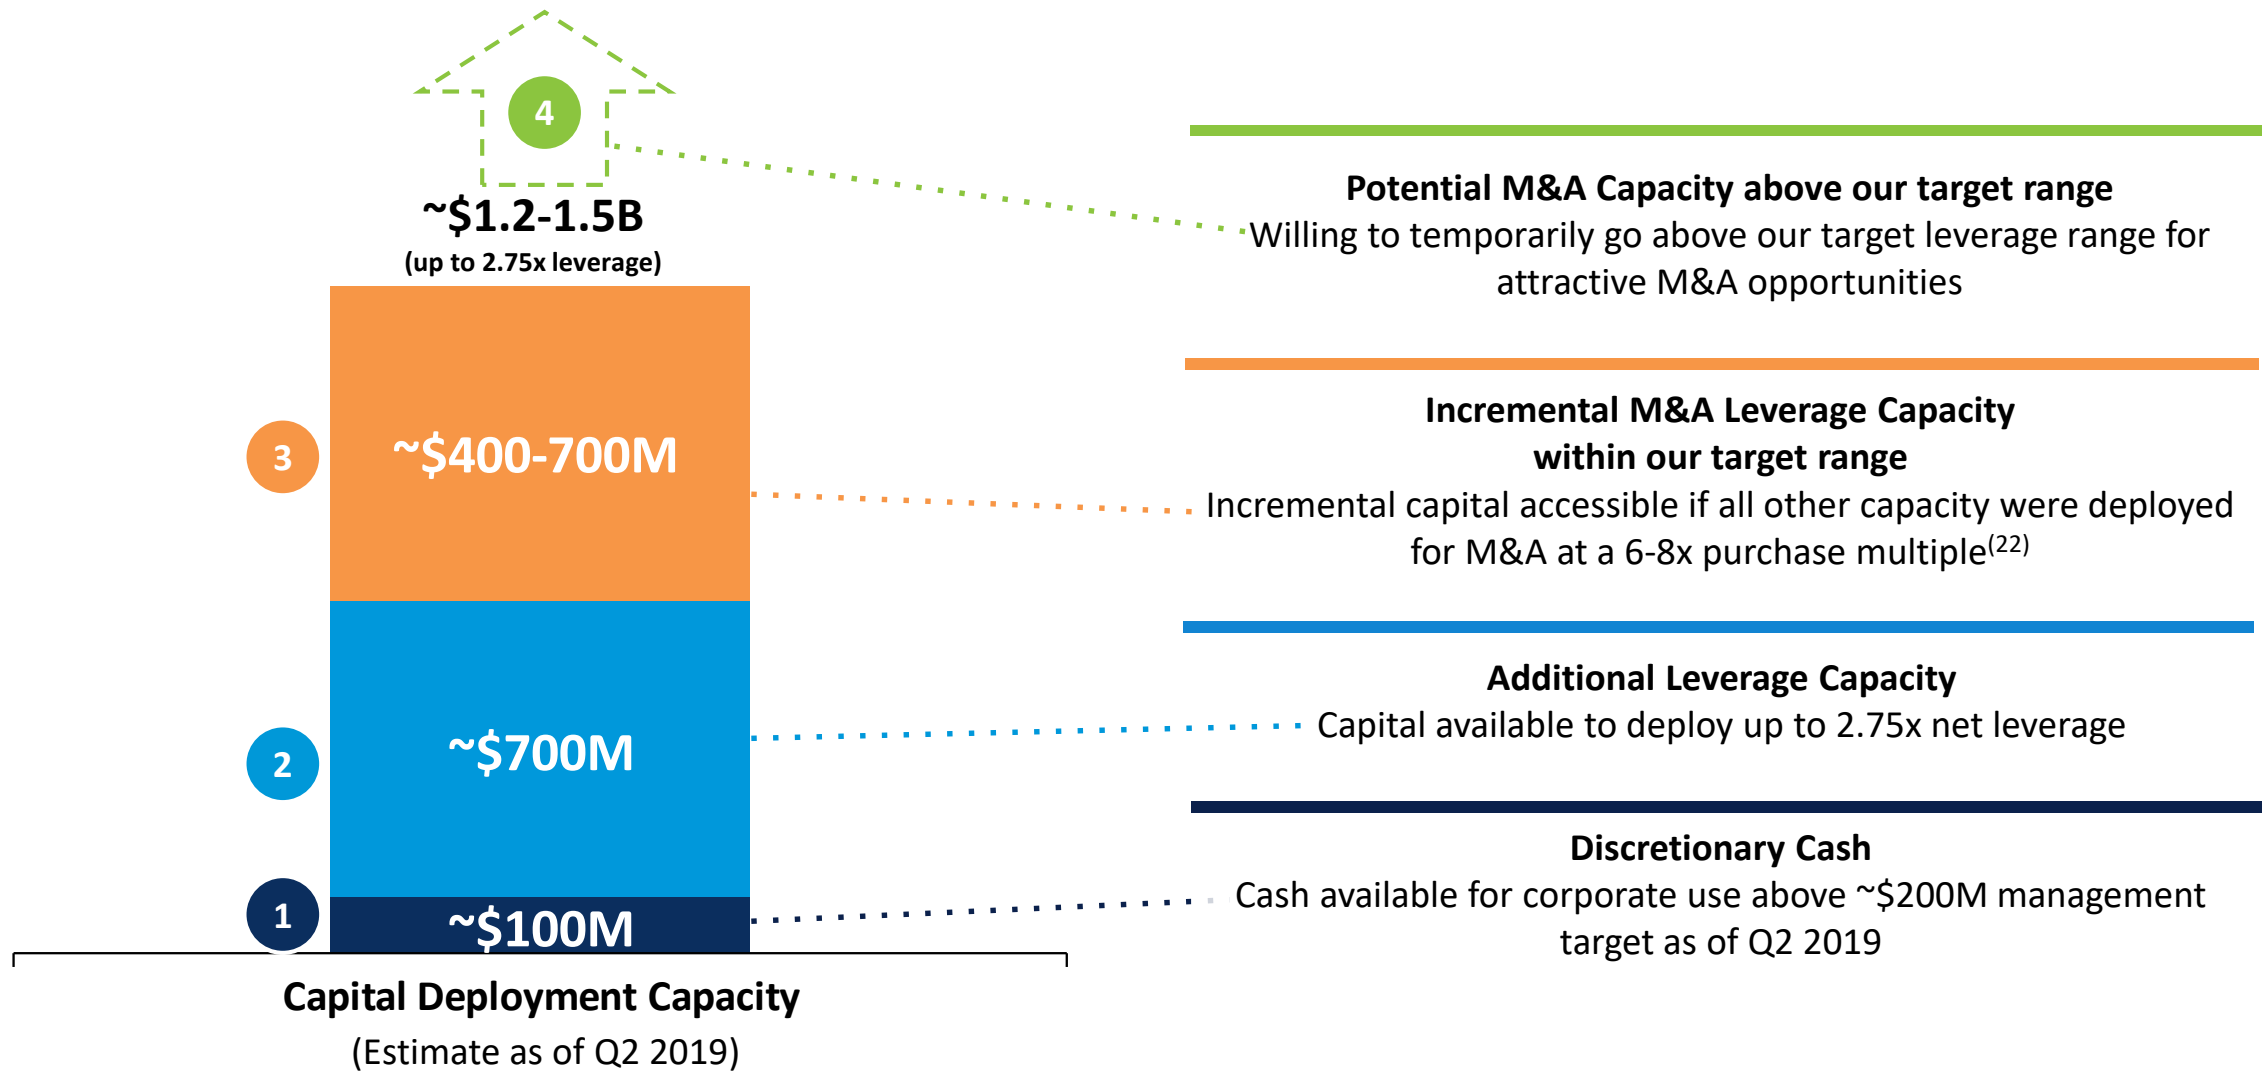 4
~$1.2-1.5B
(up to 2.75x leverage)
3
~$400-700M
2
~$700M
1
~$100M
Capital Deployment Capacity
(Estimate as of Q2 2019)
Potential M&A Capacity above our target range
Willing to temporarily go above our target leverage range for
attractive M&A opportunities
Incremental M&A Leverage Capacity
within our target range
Incremental capital accessible if all other capacity were deployed
for M&A at a 6-8x purchase multiple(22)
Additional Leverage Capacity
Capital available to deploy up to 2.75x net leverage
Discretionary Cash
Cash available for corporate use above ~$200M management
target as of Q2 2019